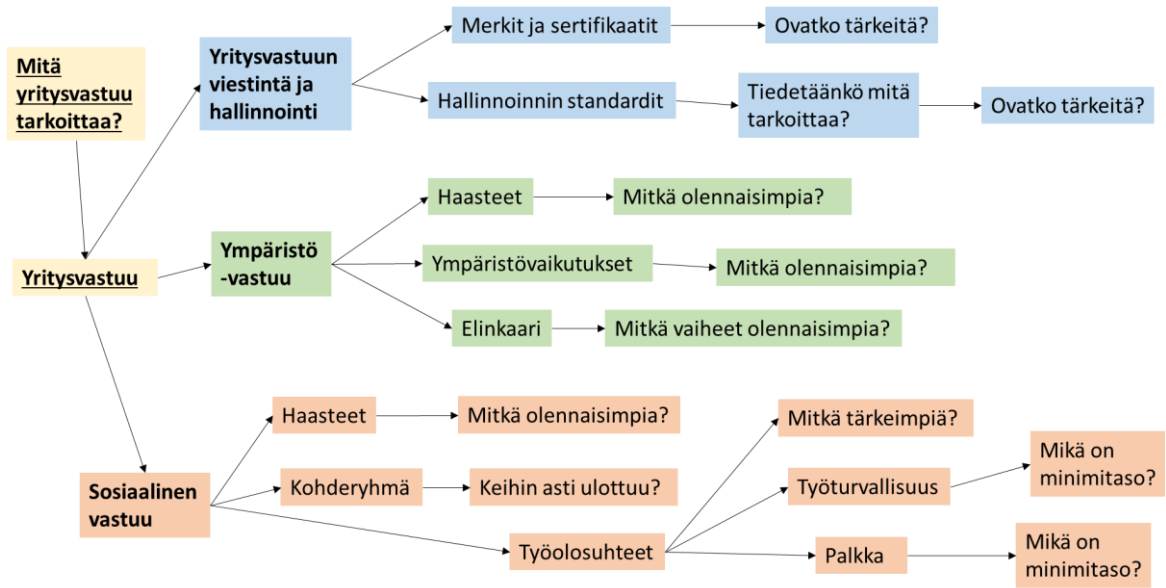 Mitä
yritysvastuu
tarkoittaa?
Yritysvastuun
viestintä ja
hallinnointi
Merkit ja sertifikaatit
Ovatko tärkeitä?
Hallinnoinnin standardit
Tiedetäänkö mitä
tarkoittaa?
Ovatko tärkeitä?
Yritysvastuu
Ympäristö
-vastuu
Haasteet
Mitkä olennaisimpia?
Ympäristövaikutukset
Mitkä olennaisimpia?
Elinkaari
Mitkä vaiheet olennaisimpia?
Sosiaalinen
vastuu
Haasteet
Mitkä olennaisimpia?
Kohderyhmä
Keihin asti ulottuu?
Työolosuhteet
Mitkä tärkeimpiä?
Työturvallisuus
Mikä on
minimitaso?
Palkka
Mikä on
minimitaso?